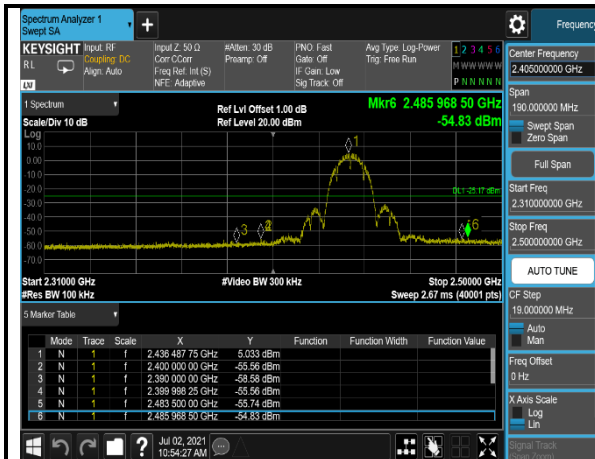 Spectrum Analyzer 1
Swept SA
+
Frequency
KEYSIGHT
RL
LXI
Input: RF
Coupling: DC
Align: Auto
Input Z: 50 Ω
Corr CCorr
Freq Ref: Int (S)
NFE: Adaptive
#Atten: 30 dB
Preamp: Off
PNO: Fast
Gate: Off
IF Gain: Low
Sig Track: Off
Avg Type: Log-Power
Trig: Free Run
1 2 3 4 5 6
M W W W W W
P N N N N N
1 Spectrum
Scale/Div 10 dB
Log
Ref Lvl Offset 1.00 dB
Ref Level 20.00 dBm
Mkr6 2.485 968 50 GHz
-54.83 dBm
10.0
0.00
-10.0
-20.0
-30.0
-40.0
-50.0
-60.0
-70.0
1
3
6
DL1 -25.17 dBm
Start 2.31000 GHz
#Res BW 100 kHz
#Video BW 300 kHz
Stop 2.50000 GHz
Sweep 2.67 ms (40001 pts)
5 Marker Table
Mode Trace Scale X Y Function Function Width Function Value
1 N 1 f 2.436 487 75 GHz 5.033 dBm
2 N 1 f 2.400 000 00 GHz -55.56 dBm
3 N 1 f 2.390 000 00 GHz -58.58 dBm
4 N 1 f 2.399 998 25 GHz -55.56 dBm
5 N 1 f 2.483 500 00 GHz -55.74 dBm
6 N 1 f 2.485 968 50 GHz -54.83 dBm
Center Frequency
2.405000000 GHz
Span
190.000000 MHz
Swept Span
Zero Span
Full Span
Start Freq
2.310000000 GHz
Stop Freq
2.500000000 GHz
AUTO TUNE
CF Step
19.000000 MHz
Auto
Man
Freq Offset
0 Hz
X Axis Scale
Log
Lin
Signal Track
(Span Zoom)
?
Jul 02, 2021
10:54:27 AM